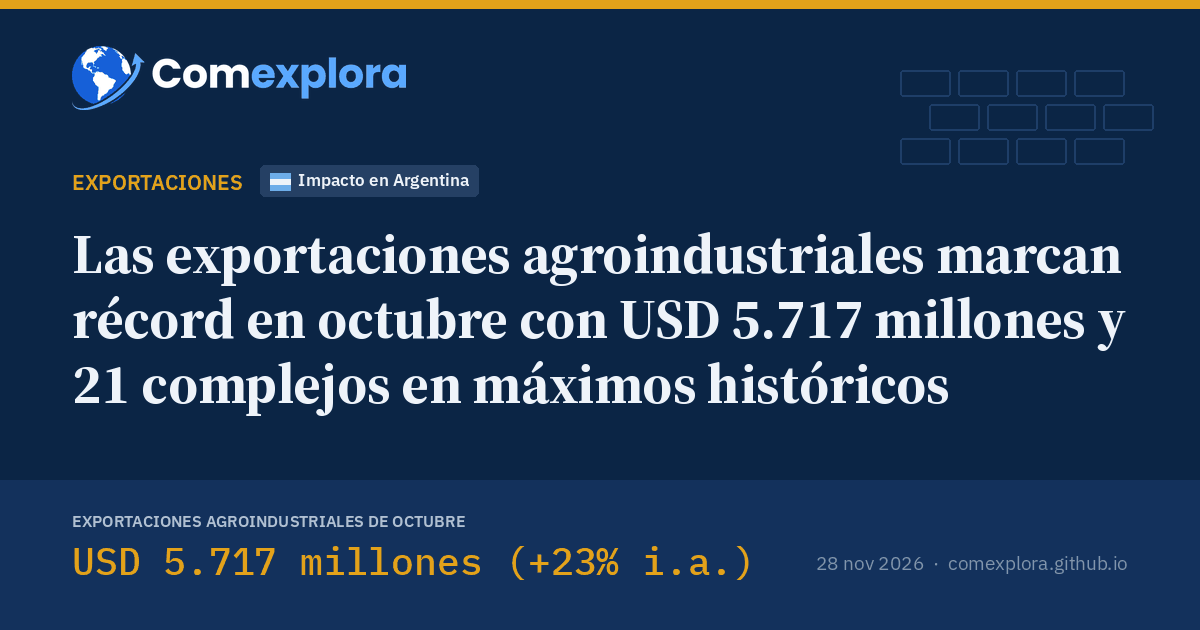 Comexplora
EXPORTACIONES
Impacto en Argentina
Las exportaciones agroindustriales marcan
récord en octubre con USD 5.717 millones y
21 complejos en máximos históricos
EXPORTACIONES AGROINDUSTRIALES DE OCTUBRE
USD 5.717 millones (+23% i.a.)
28 nov 2026 · comexplora.github.io